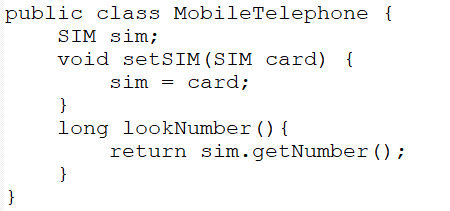 public class MobileTelephone {
    SIM sim;
    void setSIM(SIM card) {
        sim = card;
    }
    long lookNumber(){
        return sim.getNumber();
    }
}